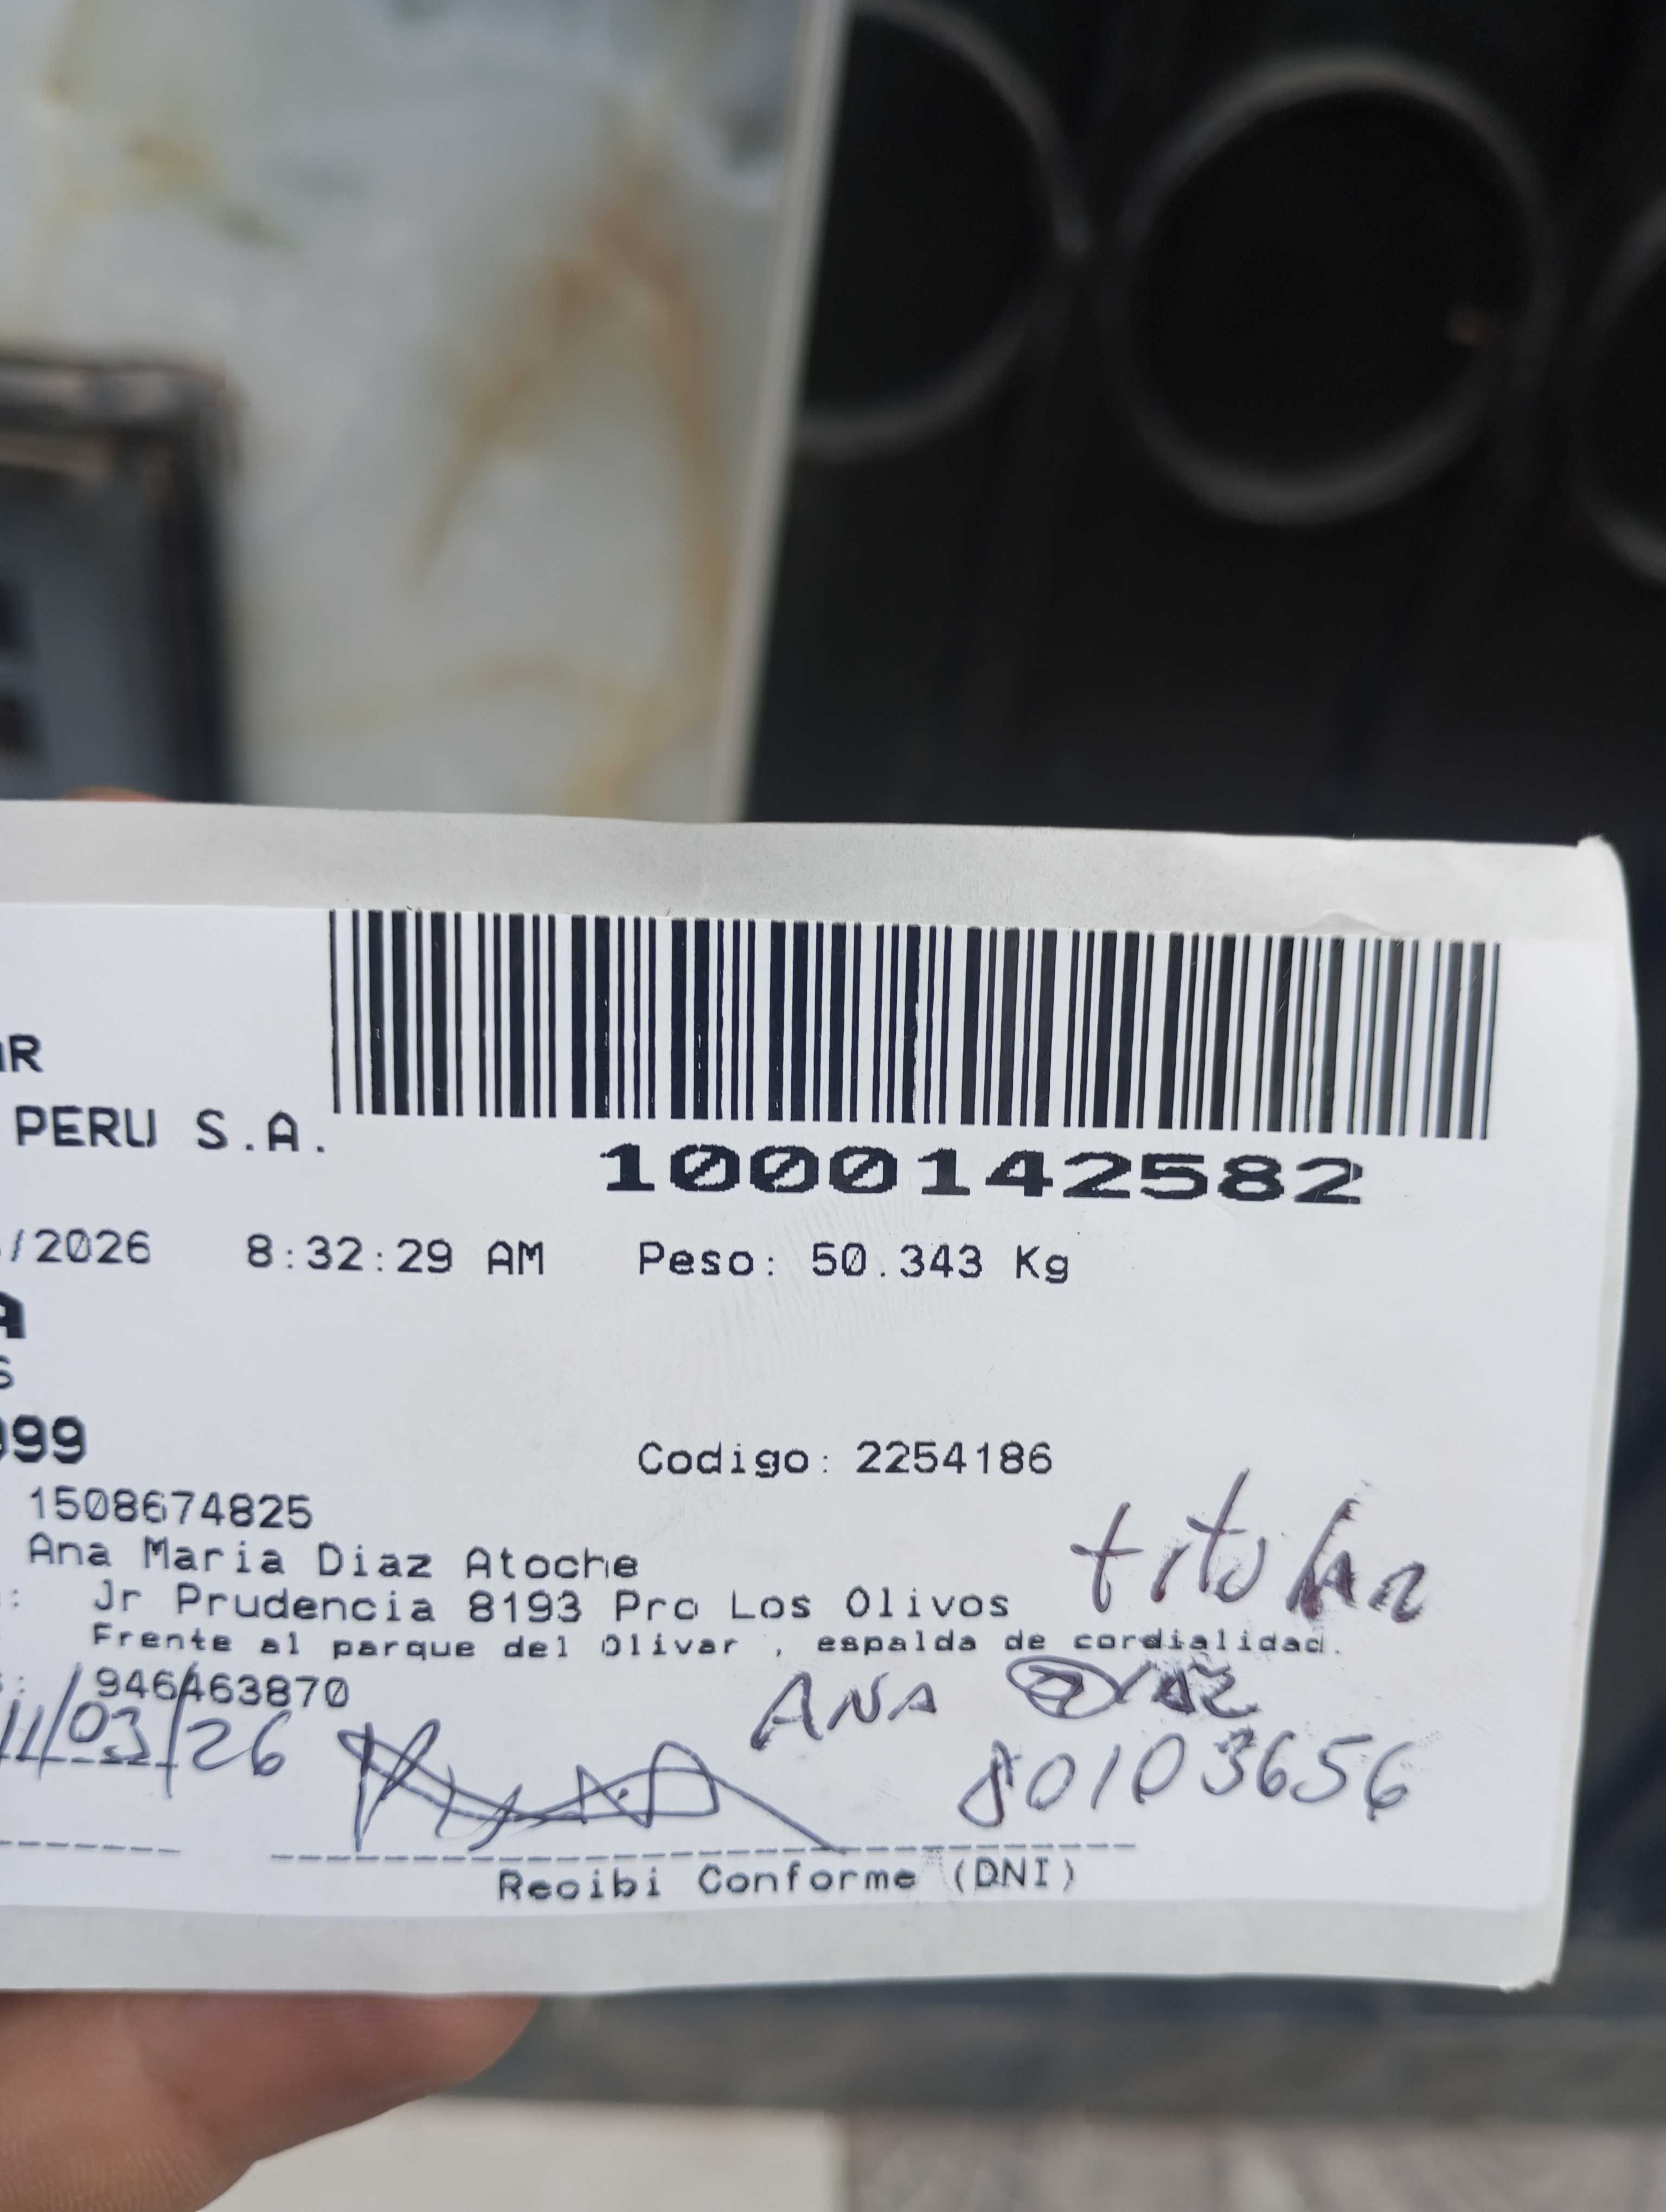 PERU S.A.
1000142582
/2026 8:32:29 AM Peso: 50.343 Kg
A
S
999
Codigo: 2254186
1508674825
Ana Maria Diaz Atoche
titular
: Jr Prudencia 8193 Pro Los Olivos
Frente al parque del Olivar , espalda de cordialidad.
: 946463870
ANA DIAZ
11/03/26
80103656
Recibi Conforme (DNI)